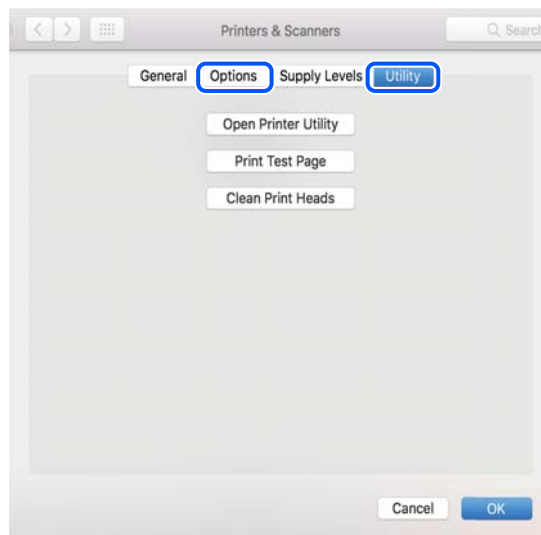 Printers & Scanners
Search
General Options Supply Levels Utility
Open Printer Utility
Print Test Page
Clean Print Heads
Cancel OK